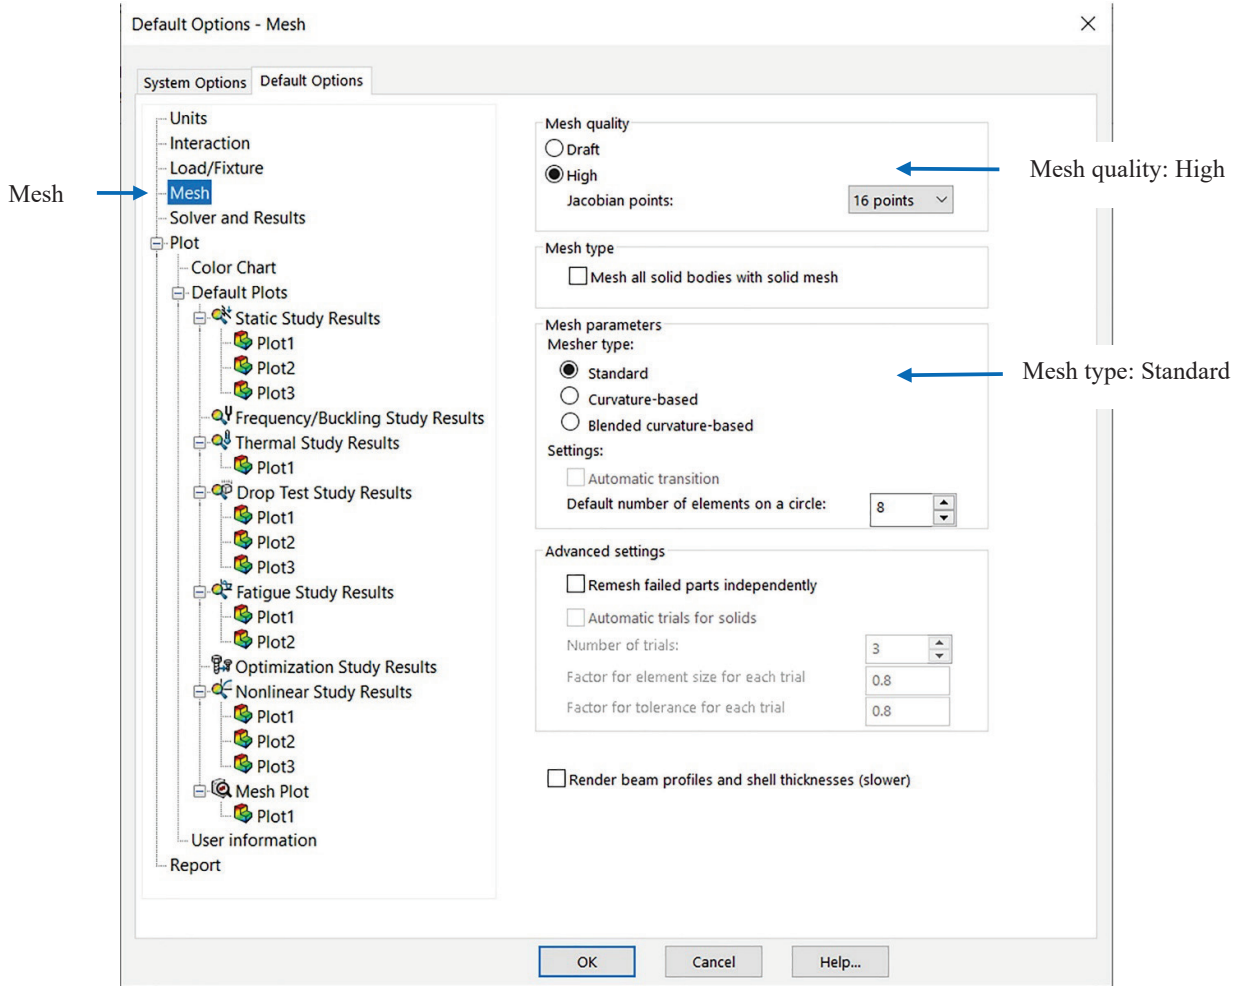 Default Options - Mesh
System Options
Default Options
Mesh
Units
Interaction
Load/Fixture
Mesh
Solver and Results
Plot
Color Chart
Default Plots
Static Study Results
Plot1
Plot2
Plot3
Frequency/Buckling Study Results
Thermal Study Results
Plot1
Drop Test Study Results
Plot1
Plot2
Plot3
Fatigue Study Results
Plot1
Plot2
Optimization Study Results
Nonlinear Study Results
Plot1
Plot2
Plot3
Mesh Plot
Plot1
User information
Report
Mesh quality
Draft
High
Jacobian points: 16 points
Mesh quality: High
Mesh type
Mesh all solid bodies with solid mesh
Mesh parameters
Mesher type:
Standard
Curvature-based
Blended curvature-based
Mesh type: Standard
Settings:
Automatic transition
Default number of elements on a circle: 8
Advanced settings
Remesh failed parts independently
Automatic trials for solids
Number of trials: 3
Factor for element size for each trial 0.8
Factor for tolerance for each trial 0.8
Render beam profiles and shell thicknesses (slower)
OK
Cancel
Help...